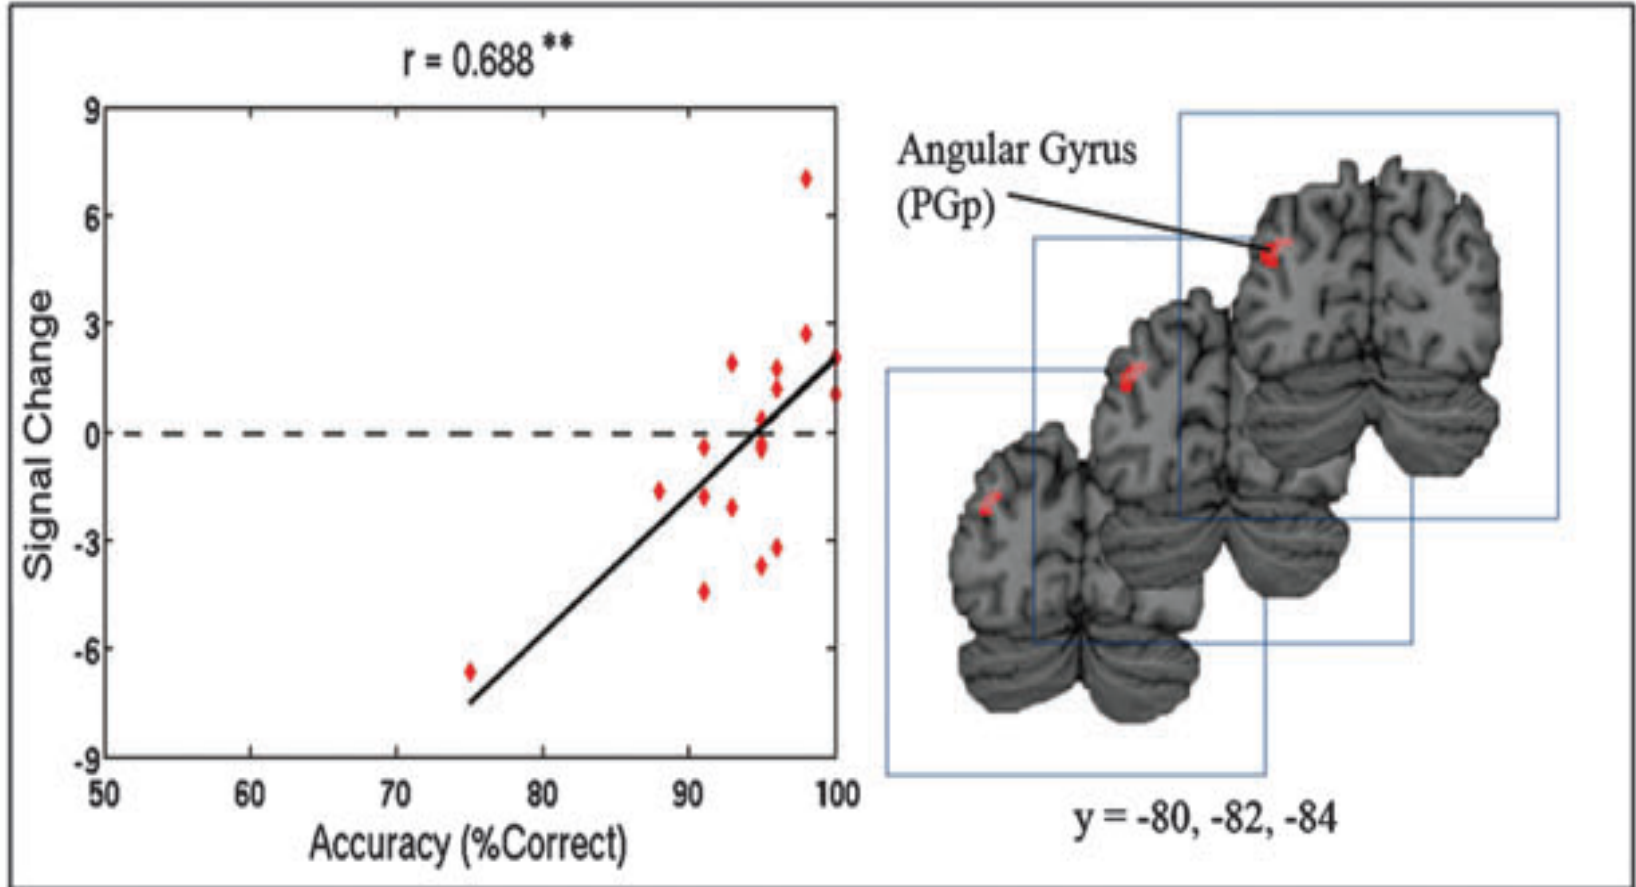 r = 0.688 **
9
6
3
0
-3
-6
-9
Signal Change
50 60 70 80 90 100
Accuracy (%Correct)
Angular Gyrus
(PGp)
y = -80, -82, -84